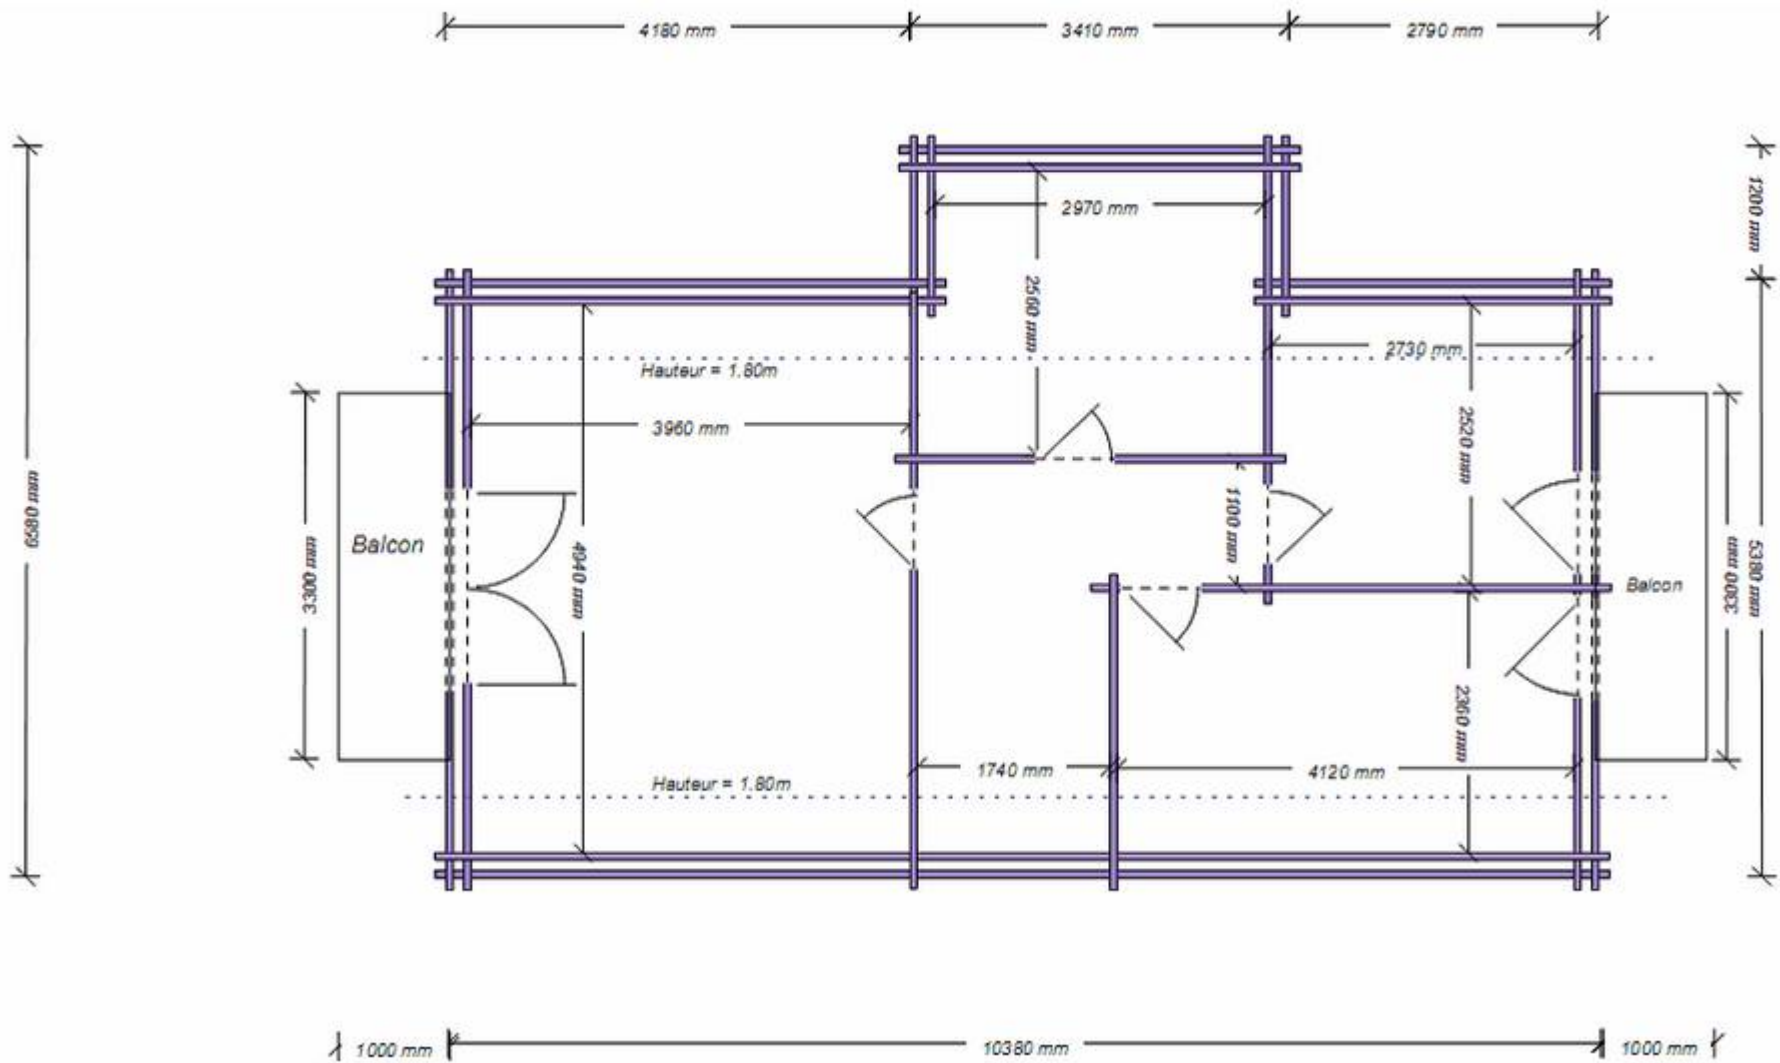 4180 mm
3410 mm
2790 mm
1200 mm
2970 mm
2560 mm
2730 mm
Hauteur = 1.80m
3960 mm
2520 mm
6580 mm
3300 mm
Balcon
4940 mm
1100 mm
Balcon
3300 mm
5380 mm
2360 mm
1740 mm
4120 mm
Hauteur = 1.80m
1000 mm
10380 mm
1000 mm